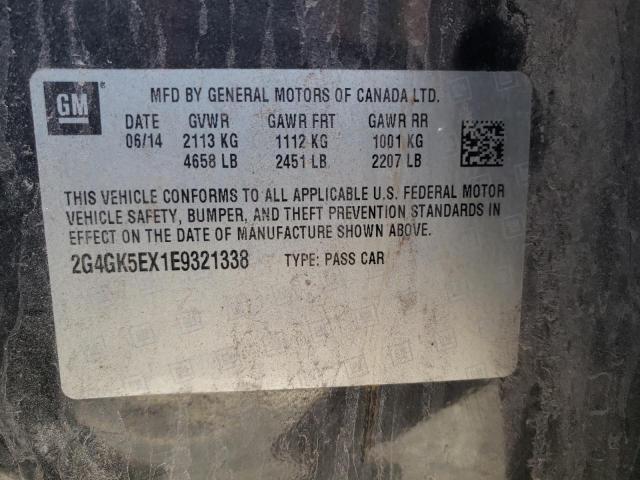 GM
MFD BY GENERAL MOTORS OF CANADA LTD.
DATE GVWR GAWR FRT GAWR RR
06/14 2113 KG 1112 KG 1001 KG
4658 LB 2451 LB 2207 LB
THIS VEHICLE CONFORMS TO ALL APPLICABLE U.S. FEDERAL MOTOR
VEHICLE SAFETY, BUMPER, AND THEFT PREVENTION STANDARDS IN
EFFECT ON THE DATE OF MANUFACTURE SHOWN ABOVE.
2G4GK5EX1E9321338 TYPE: PASS CAR